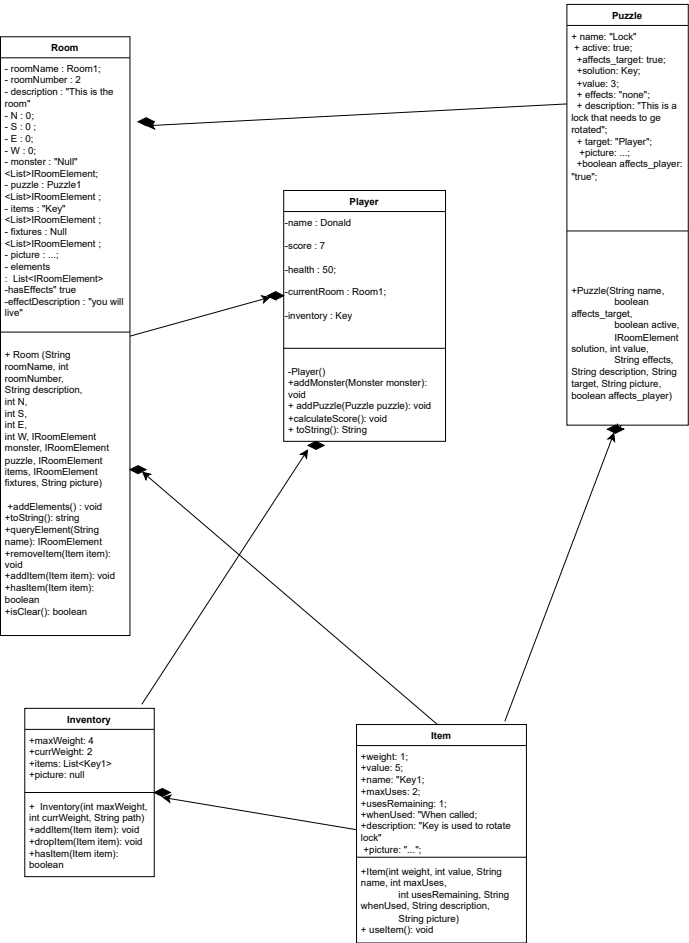 Room
- roomName : Room1;
- roomNumber : 2
- description : "This is the
room"
- N : 0;
- S : 0 ;
- E : 0;
- W : 0;
- monster : "Null"
<List>IRoomElement;
- puzzle : Puzzle1
<List>IRoomElement ;
- items : "Key"
<List>IRoomElement ;
- fixtures : Null
<List>IRoomElement ;
- picture : ...;
- elements
: List<IRoomElement>
-hasEffects" true
-effectDescription : "you will
live"
+ Room (String
roomName, int
roomNumber,
String description,
int N,
int S,
int E,
int W, IRoomElement
monster, IRoomElement
puzzle, IRoomElement
items, IRoomElement
fixtures, String picture)
+addElements() : void
+toString(): string
+queryElement(String
name): IRoomElement
+removeItem(Item item):
void
+addItem(Item item): void
+hasItem(Item item):
boolean
+isClear(): boolean
Player
-name : Donald
-score : 7
-health : 50;
-currentRoom : Room1;
-inventory : Key
-Player()
+addMonster(Monster monster):
void
+ addPuzzle(Puzzle puzzle): void
+calculateScore(): void
+ toString(): String
Puzzle
+ name: "Lock"
+ active: true;
+affects_target: true;
+solution: Key;
+value: 3;
+ effects: "none";
+ description: "This is a
lock that needs to ge
rotated";
+ target: "Player";
+picture: ...;
+boolean affects_player:
"true";
+Puzzle(String name,
boolean
affects_target,
boolean active,
IRoomElement
solution, int value,
String effects,
String description, String
target, String picture,
boolean affects_player)
Inventory
+maxWeight: 4
+currWeight: 2
+items: List<Key1>
+picture: null
+ Inventory(int maxWeight,
int currWeight, String path)
+addItem(Item item): void
+dropItem(Item item): void
+hasItem(Item item):
boolean
Item
+weight: 1;
+value: 5;
+name: "Key1;
+maxUses: 2;
+usesRemaining: 1;
+whenUsed: "When called;
+description: "Key is used to rotate
lock"
+picture: "...";
+Item(int weight, int value, String
name, int maxUses,
int usesRemaining, String
whenUsed, String description,
String picture)
+ useItem(): void